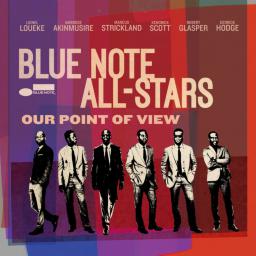 LIONEL LOUEKE
AMBROSE AKINMUSIRE
MARCUS STRICKLAND
KENDRICK SCOTT
ROBERT GLASPER
DERRICK HODGE
BLUE NOTE
BLUE NOTE.
ALL-STARS
OUR POINT OF VIEW